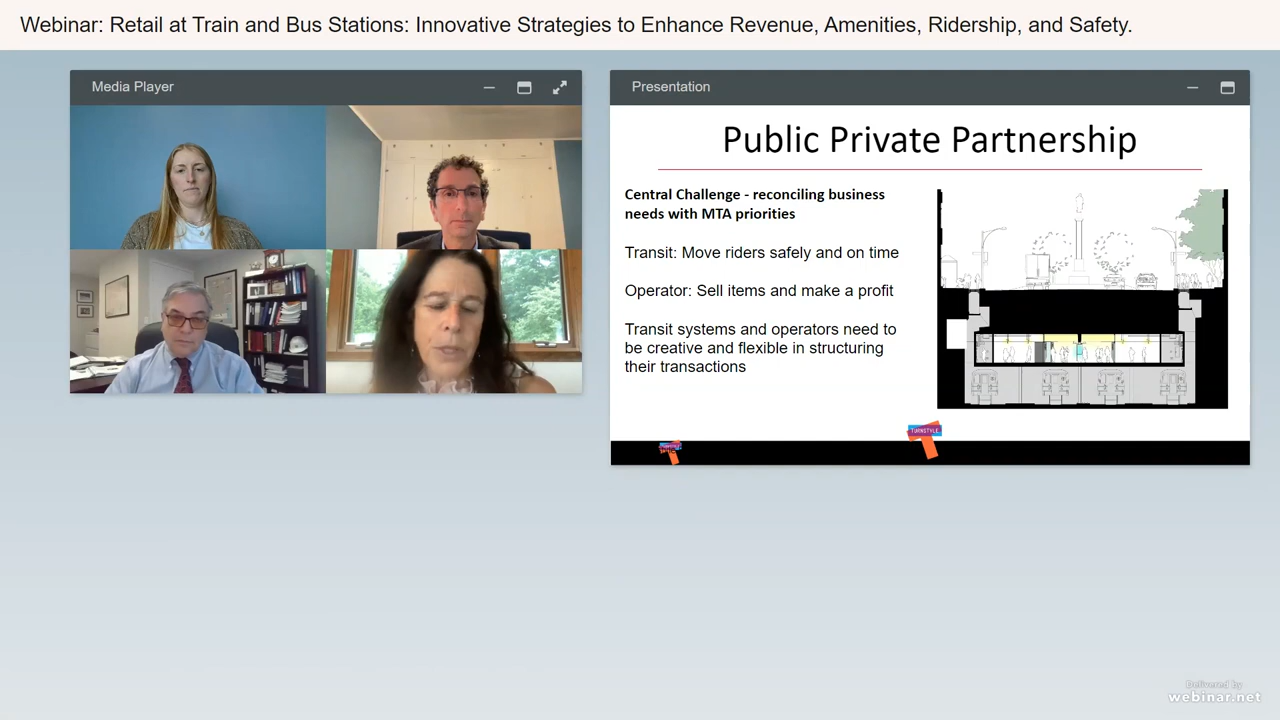 Webinar: Retail at Train and Bus Stations: Innovative Strategies to Enhance Revenue, Amenities, Ridership, and Safety.
Media Player
Presentation
Public Private Partnership
Central Challenge - reconciling business
needs with MTA priorities
Transit: Move riders safely and on time
Operator: Sell items and make a profit
Transit systems and operators need to
be creative and flexible in structuring
their transactions
TURNSTYLE
Delivered by
webinar.net